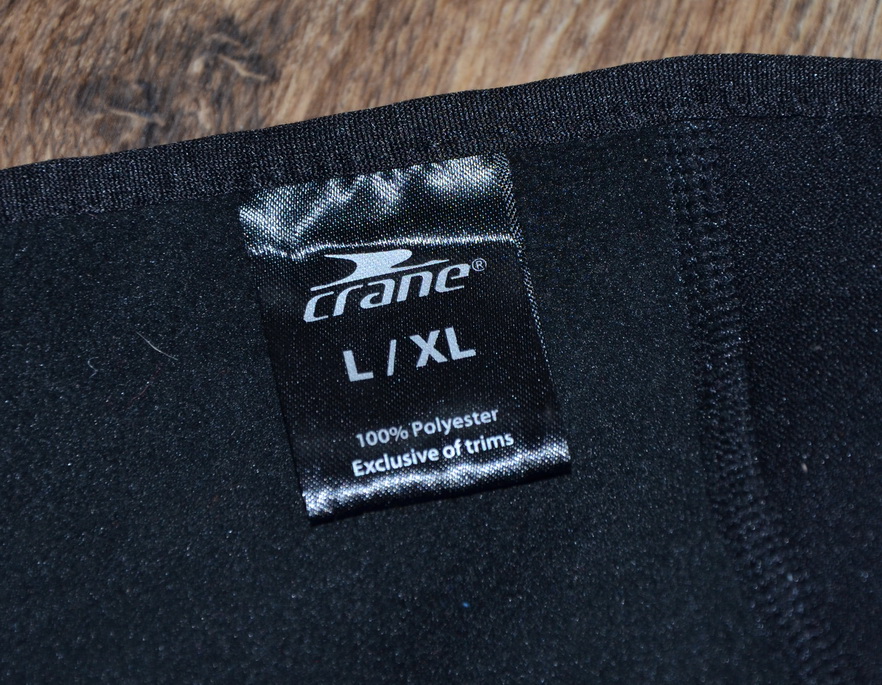 crane®
L / XL
100% Polyester
Exclusive of trims